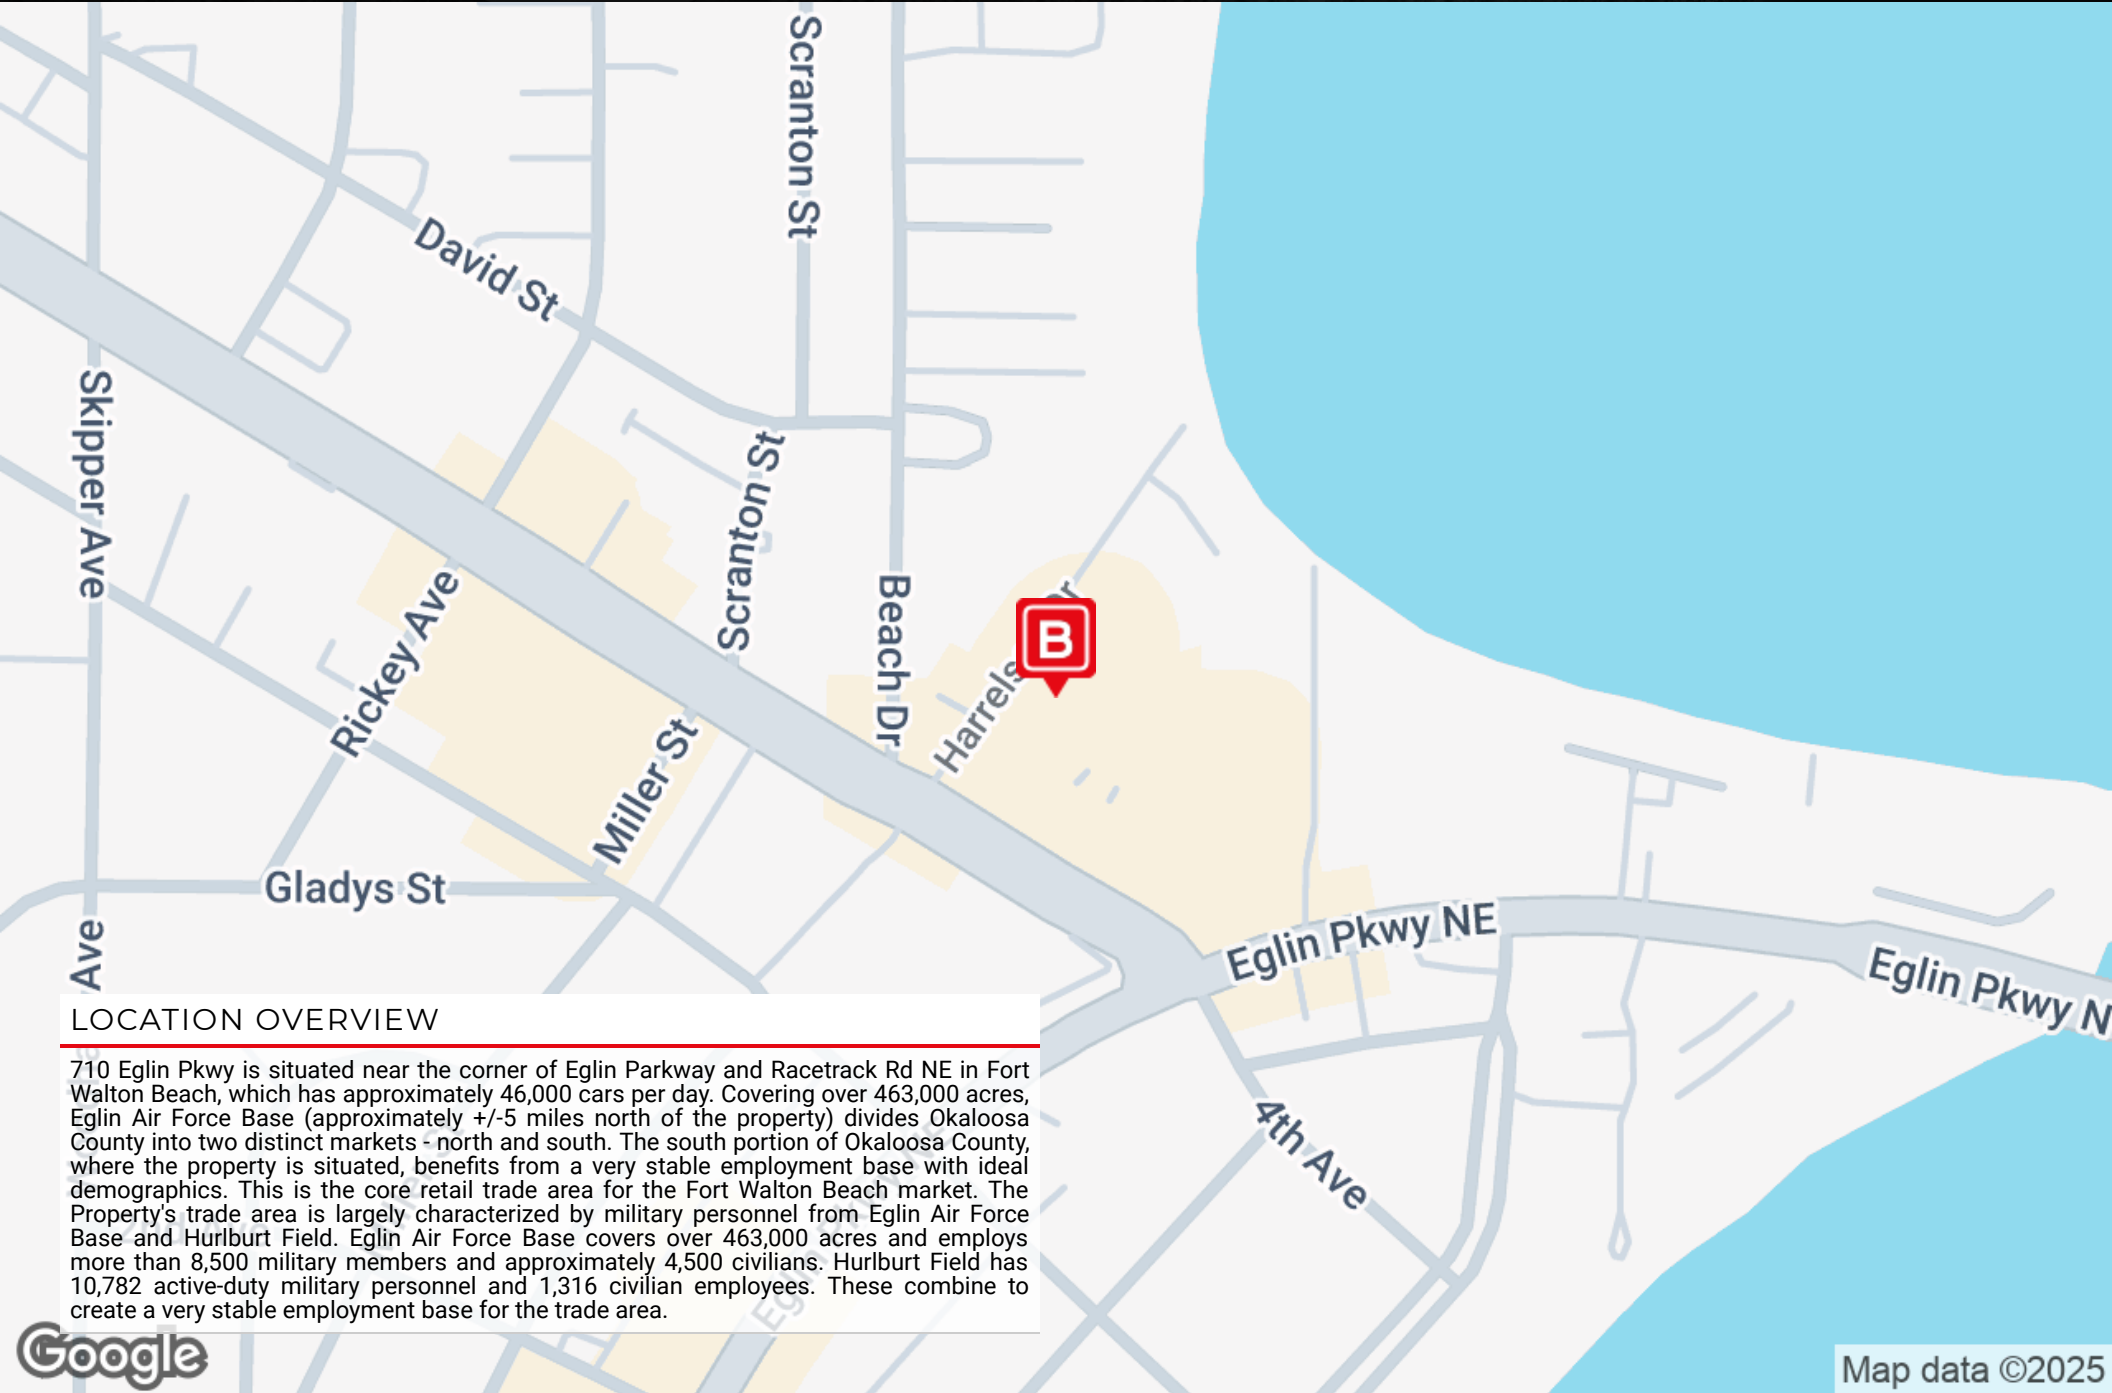 Scranton St
David St
Skipper Ave
Scranton St
Rickey Ave
Beach Dr
B
Miller St
Gladys St
Eglin Pkwy NE
Eglin Pkwy N
Ave
4th Ave
LOCATION OVERVIEW
710 Eglin Pkwy is situated near the corner of Eglin Parkway and Racetrack Rd NE in Fort
Walton Beach, which has approximately 46,000 cars per day. Covering over 463,000 acres,
Eglin Air Force Base (approximately +/-5 miles north of the property) divides Okaloosa
County into two distinct markets - north and south. The south portion of Okaloosa County,
where the property is situated, benefits from a very stable employment base with ideal
demographics. This is the core retail trade area for the Fort Walton Beach market. The
Property's trade area is largely characterized by military personnel from Eglin Air Force
Base and Hurlburt Field. Eglin Air Force Base covers over 463,000 acres and employs
more than 8,500 military members and approximately 4,500 civilians. Hurlburt Field has
10,782 active-duty military personnel and 1,316 civilian employees. These combine to
create a very stable employment base for the trade area.
2nd Ave
Miller St
Eglin Pkwy NE
Google
Map data ©2025